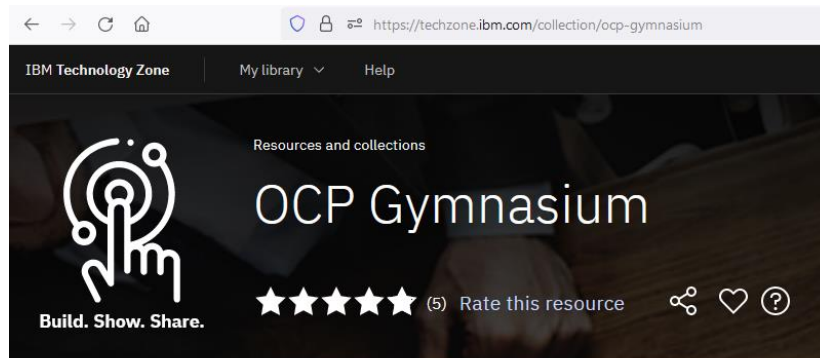 https://techzone.ibm.com/collection/ocp-gymnasium
IBM Technology Zone My library Help
Resources and collections
OCP Gymnasium
(5) Rate this resource
Build. Show. Share.